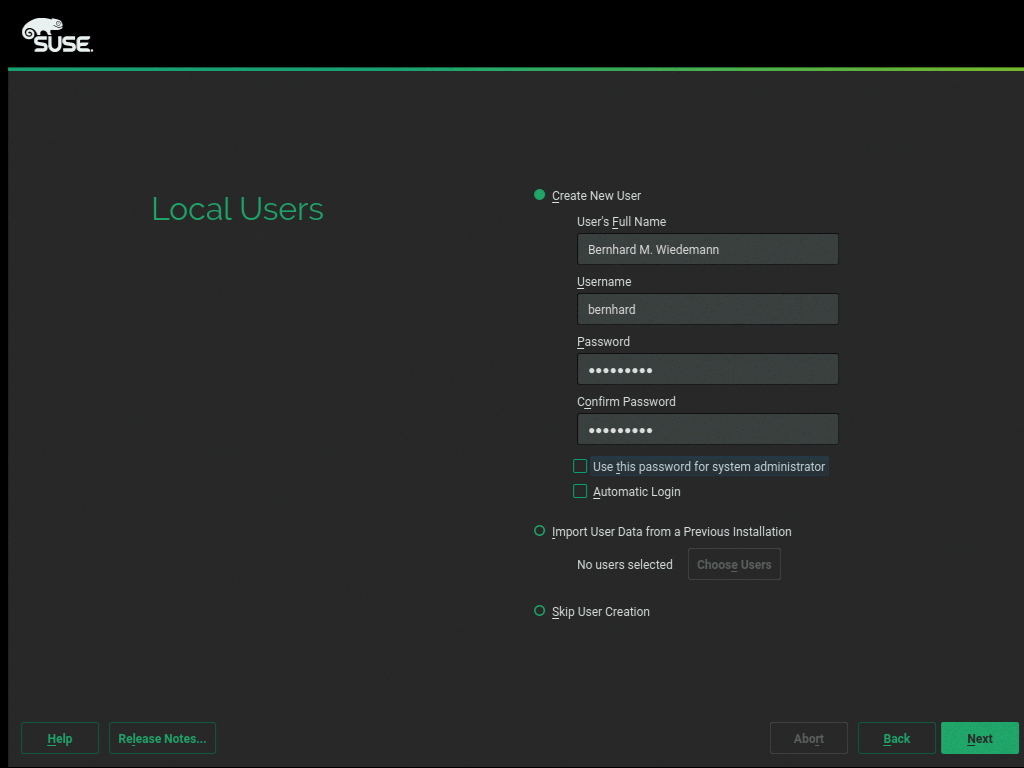 SUSE.
Local Users
Create New User
User's Full Name
Bernhard M. Wiedemann
Username
bernhard
Password
●●●●●●●●●
Confirm Password
●●●●●●●●●
Use this password for system administrator
Automatic Login
Import User Data from a Previous Installation
No users selected Choose Users
Skip User Creation
Help Release Notes... Abort Back Next